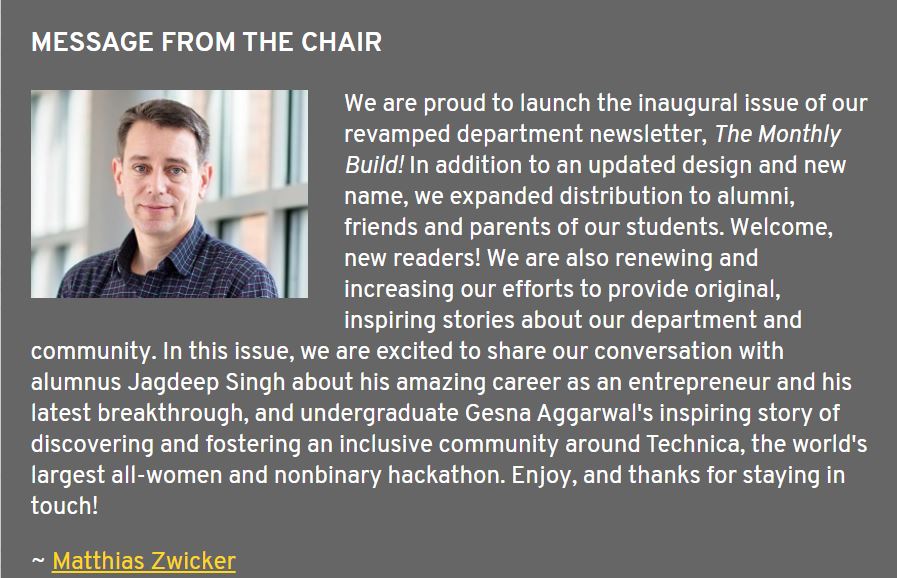 MESSAGE FROM THE CHAIR
We are proud to launch the inaugural issue of our
revamped department newsletter, The Monthly
Build! In addition to an updated design and new
name, we expanded distribution to alumni,
friends and parents of our students. Welcome,
new readers! We are also renewing and
increasing our efforts to provide original,
inspiring stories about our department and
community. In this issue, we are excited to share our conversation with
alumnus Jagdeep Singh about his amazing career as an entrepreneur and his
latest breakthrough, and undergraduate Gesna Aggarwal's inspiring story of
discovering and fostering an inclusive community around Technica, the world's
largest all-women and nonbinary hackathon. Enjoy, and thanks for staying in
touch!
~ Matthias Zwicker